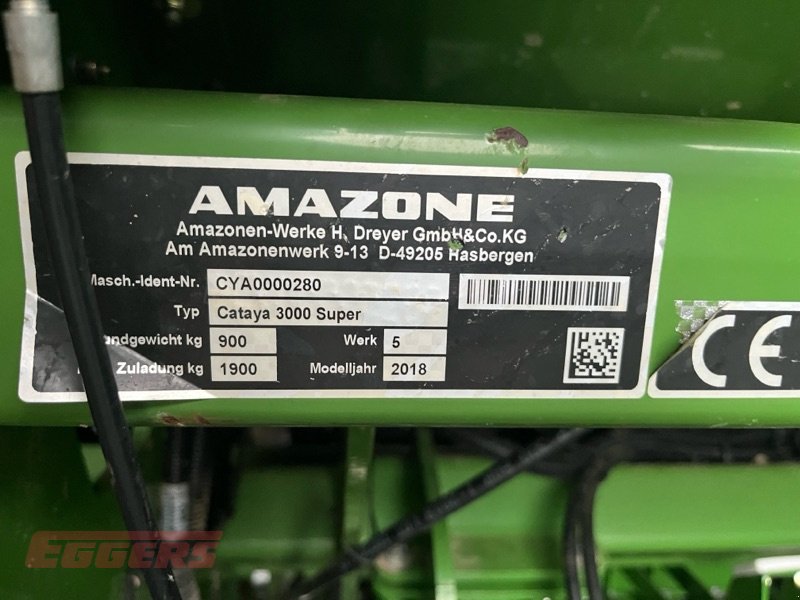 AMAZONE
Amazonen-Werke H. Dreyer GmbH&Co.KG
Am Amazonenwerk 9-13 D-49205 Hasbergen
Masch.-Ident-Nr. CYA0000280
Typ Cataya 3000 Super
kg 900 Werk 5
Zuladung kg 1900 Modelljahr 2018
CE
EGGERS